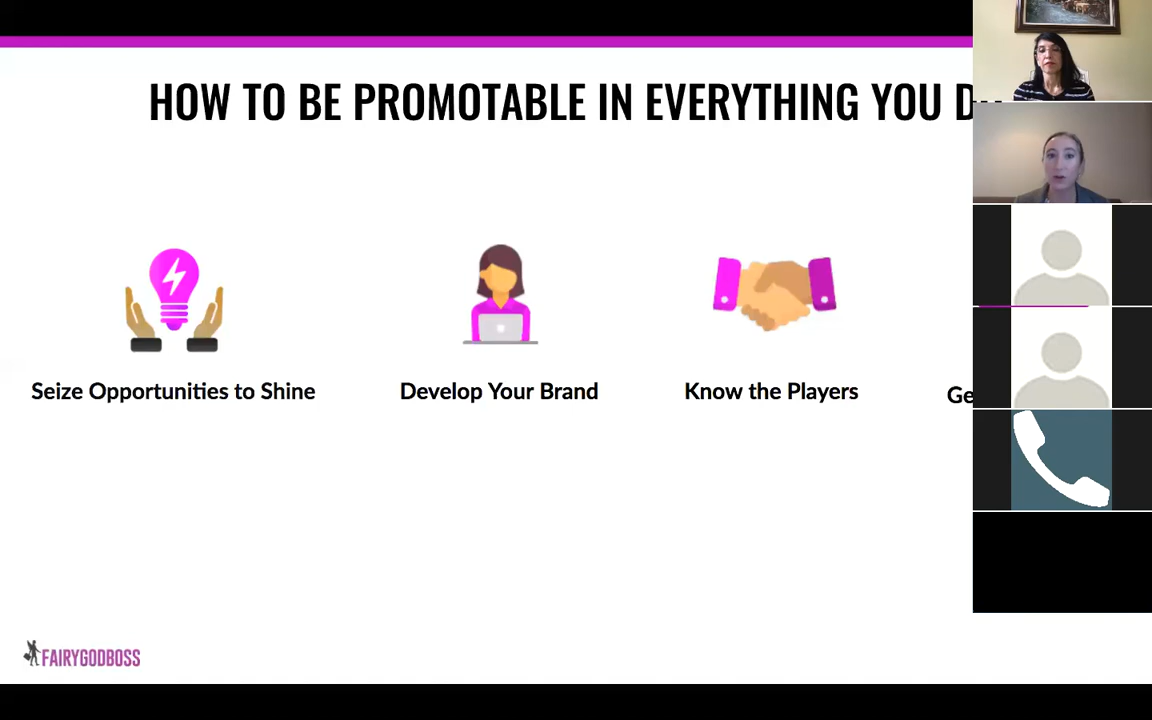 HOW TO BE PROMOTABLE IN EVERYTHING YOU
Seize Opportunities to Shine
Develop Your Brand
Know the Players
FAIRYGODBOSS